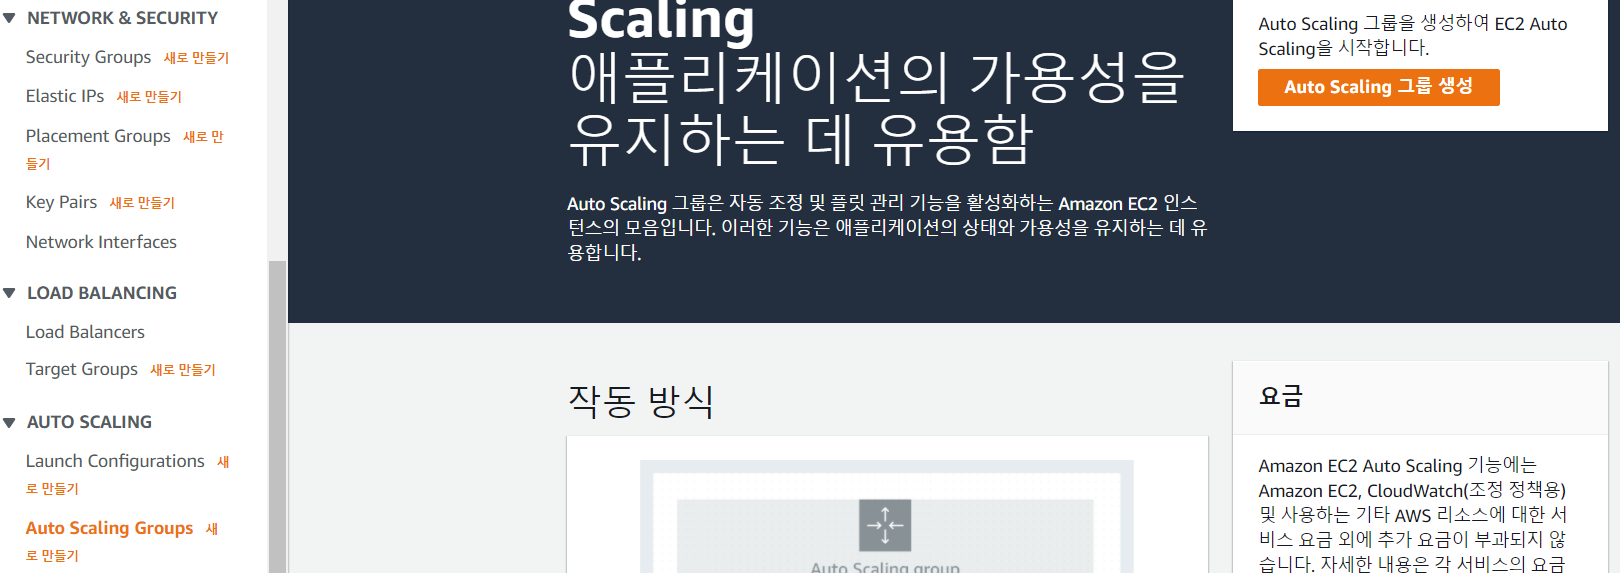 NETWORK & SECURITY
Security Groups 새로 만들기
Elastic IPs 새로 만들기
Placement Groups 새로 만
들기
Key Pairs 새로 만들기
Network Interfaces
LOAD BALANCING
Load Balancers
Target Groups 새로 만들기
AUTO SCALING
Launch Configurations 새
로 만들기
Auto Scaling Groups 새
로 만들기
Scaling
애플리케이션의 가용성을
유지하는 데 유용함
Auto Scaling 그룹은 자동 조정 및 플릿 관리 기능을 활성화하는 Amazon EC2 인스
턴스의 모음입니다. 이러한 기능은 애플리케이션의 상태와 가용성을 유지하는 데 유
용합니다.
Auto Scaling 그룹을 생성하여 EC2 Auto
Scaling을 시작합니다.
Auto Scaling 그룹 생성
작동 방식
Auto Scaling group
요금
Amazon EC2 Auto Scaling 기능에는
Amazon EC2, CloudWatch(조정 정책용)
및 사용하는 기타 AWS 리소스에 대한 서
비스 요금 외에 추가 요금이 부과되지 않
습니다. 자세한 내용은 각 서비스의 요금